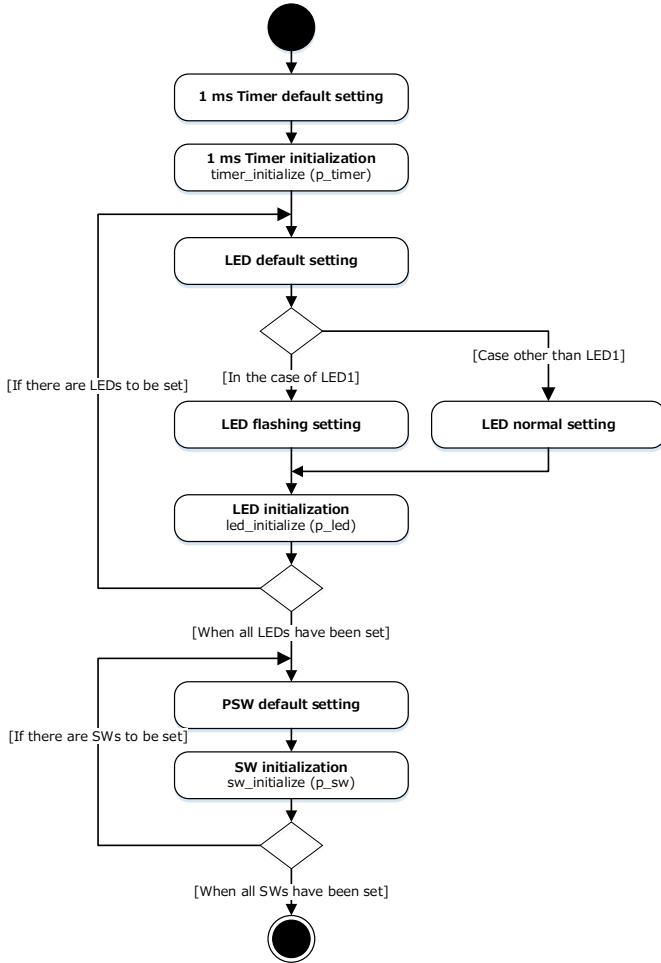 1 ms Timer default setting
1 ms Timer initialization
timer_initialize (p_timer)
LED default setting
[Case other than LED1]
[In the case of LED1]
[If there are LEDs to be set]
LED flashing setting
LED normal setting
LED initialization
led_initialize (p_led)
[When all LEDs have been set]
PSW default setting
[If there are SWs to be set]
SW initialization
sw_initialize (p_sw)
[When all SWs have been set]